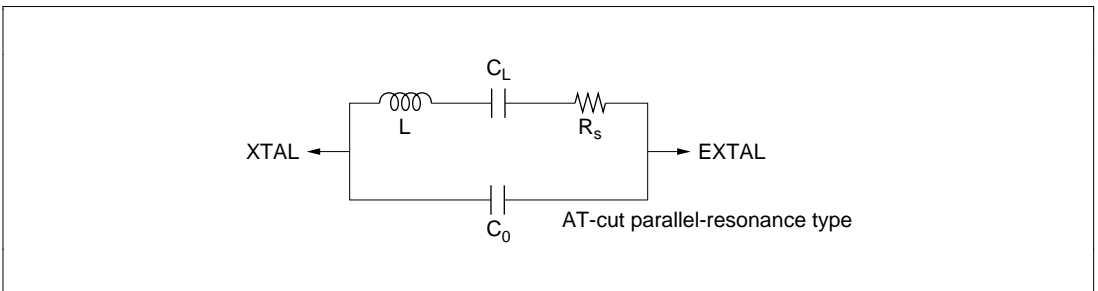 C_L
L
R_s
XTAL
EXTAL
C_0
AT-cut parallel-resonance type